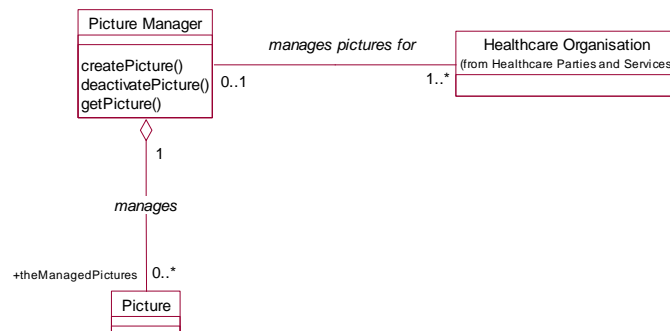 Picture Manager
createPicture()
deactivatePicture()
getPicture()
manages pictures for
0..1
1..*
Healthcare Organisation
(from Healthcare Parties and Services
1
manages
+theManagedPictures
0..*
Picture